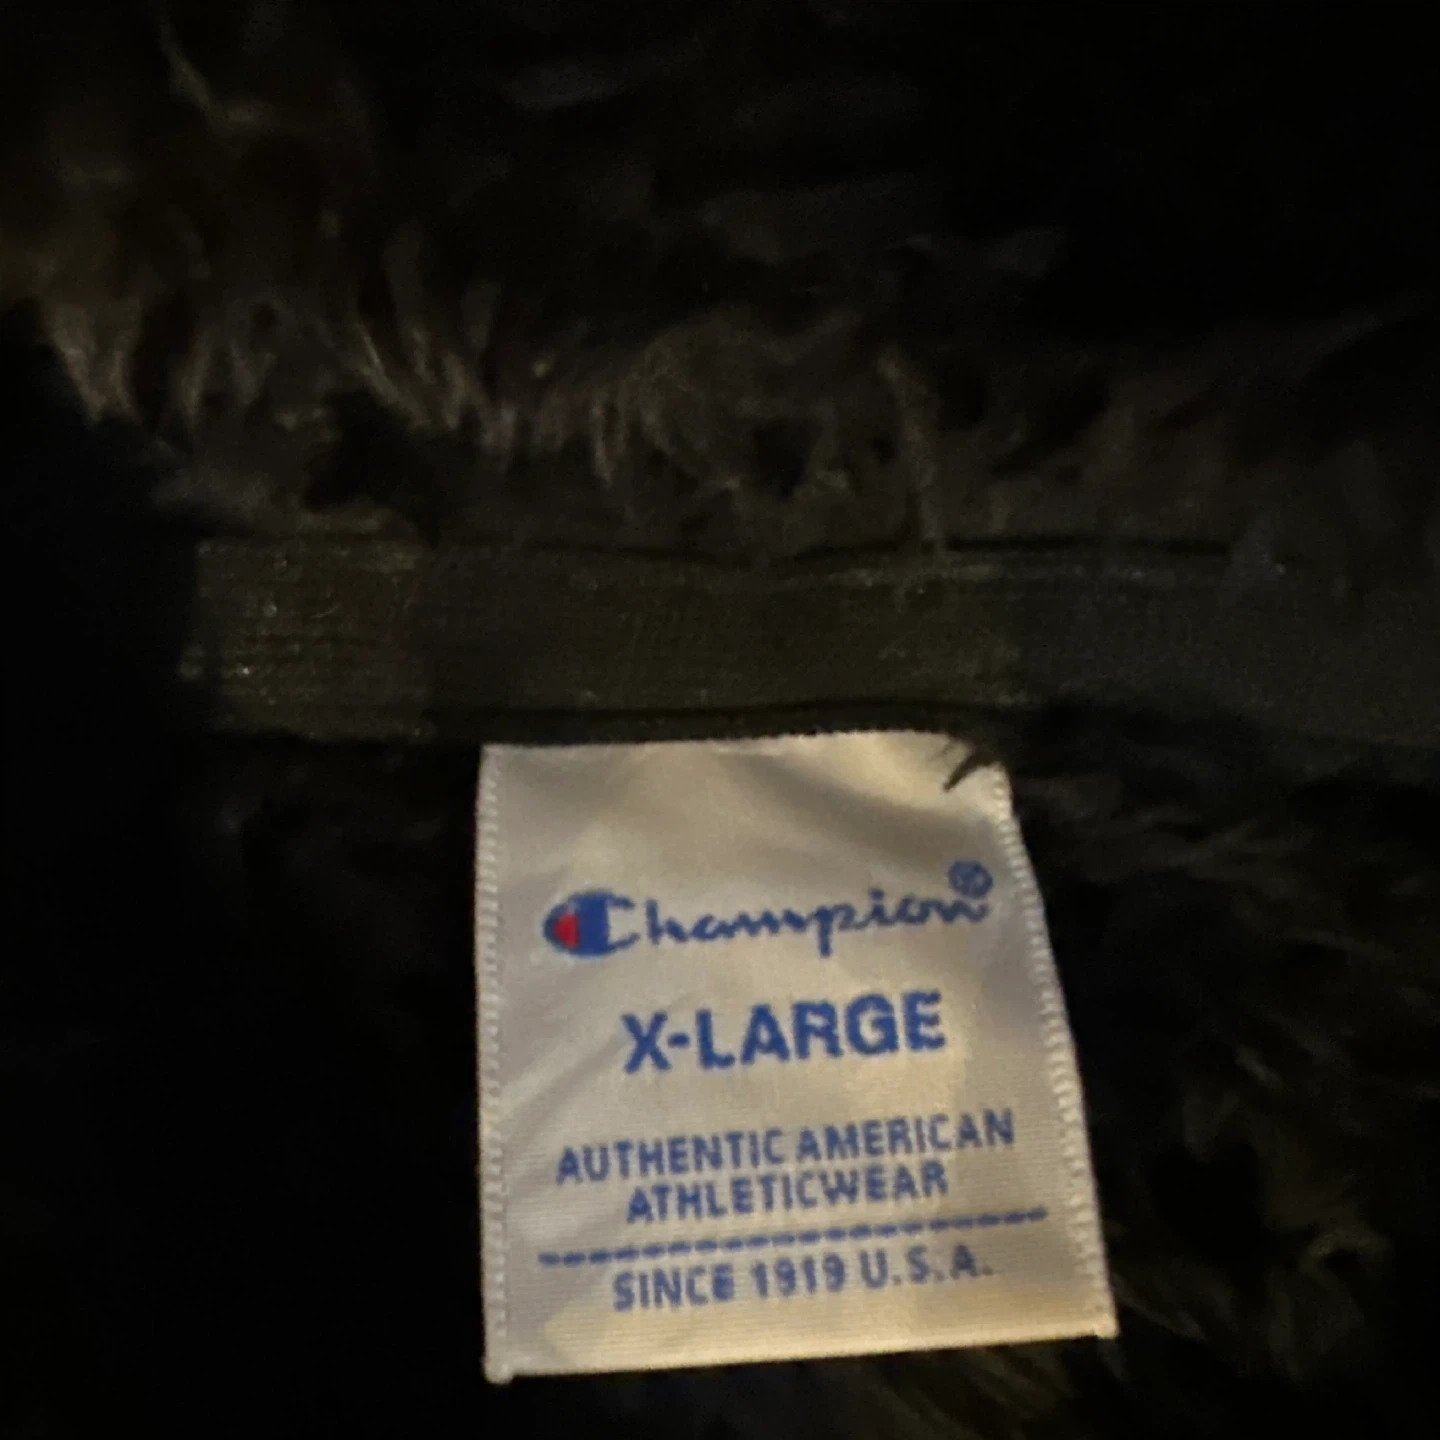 Champion®
X-LARGE
AUTHENTIC AMERICAN
ATHLETICWEAR
SINCE 1919 U.S.A.